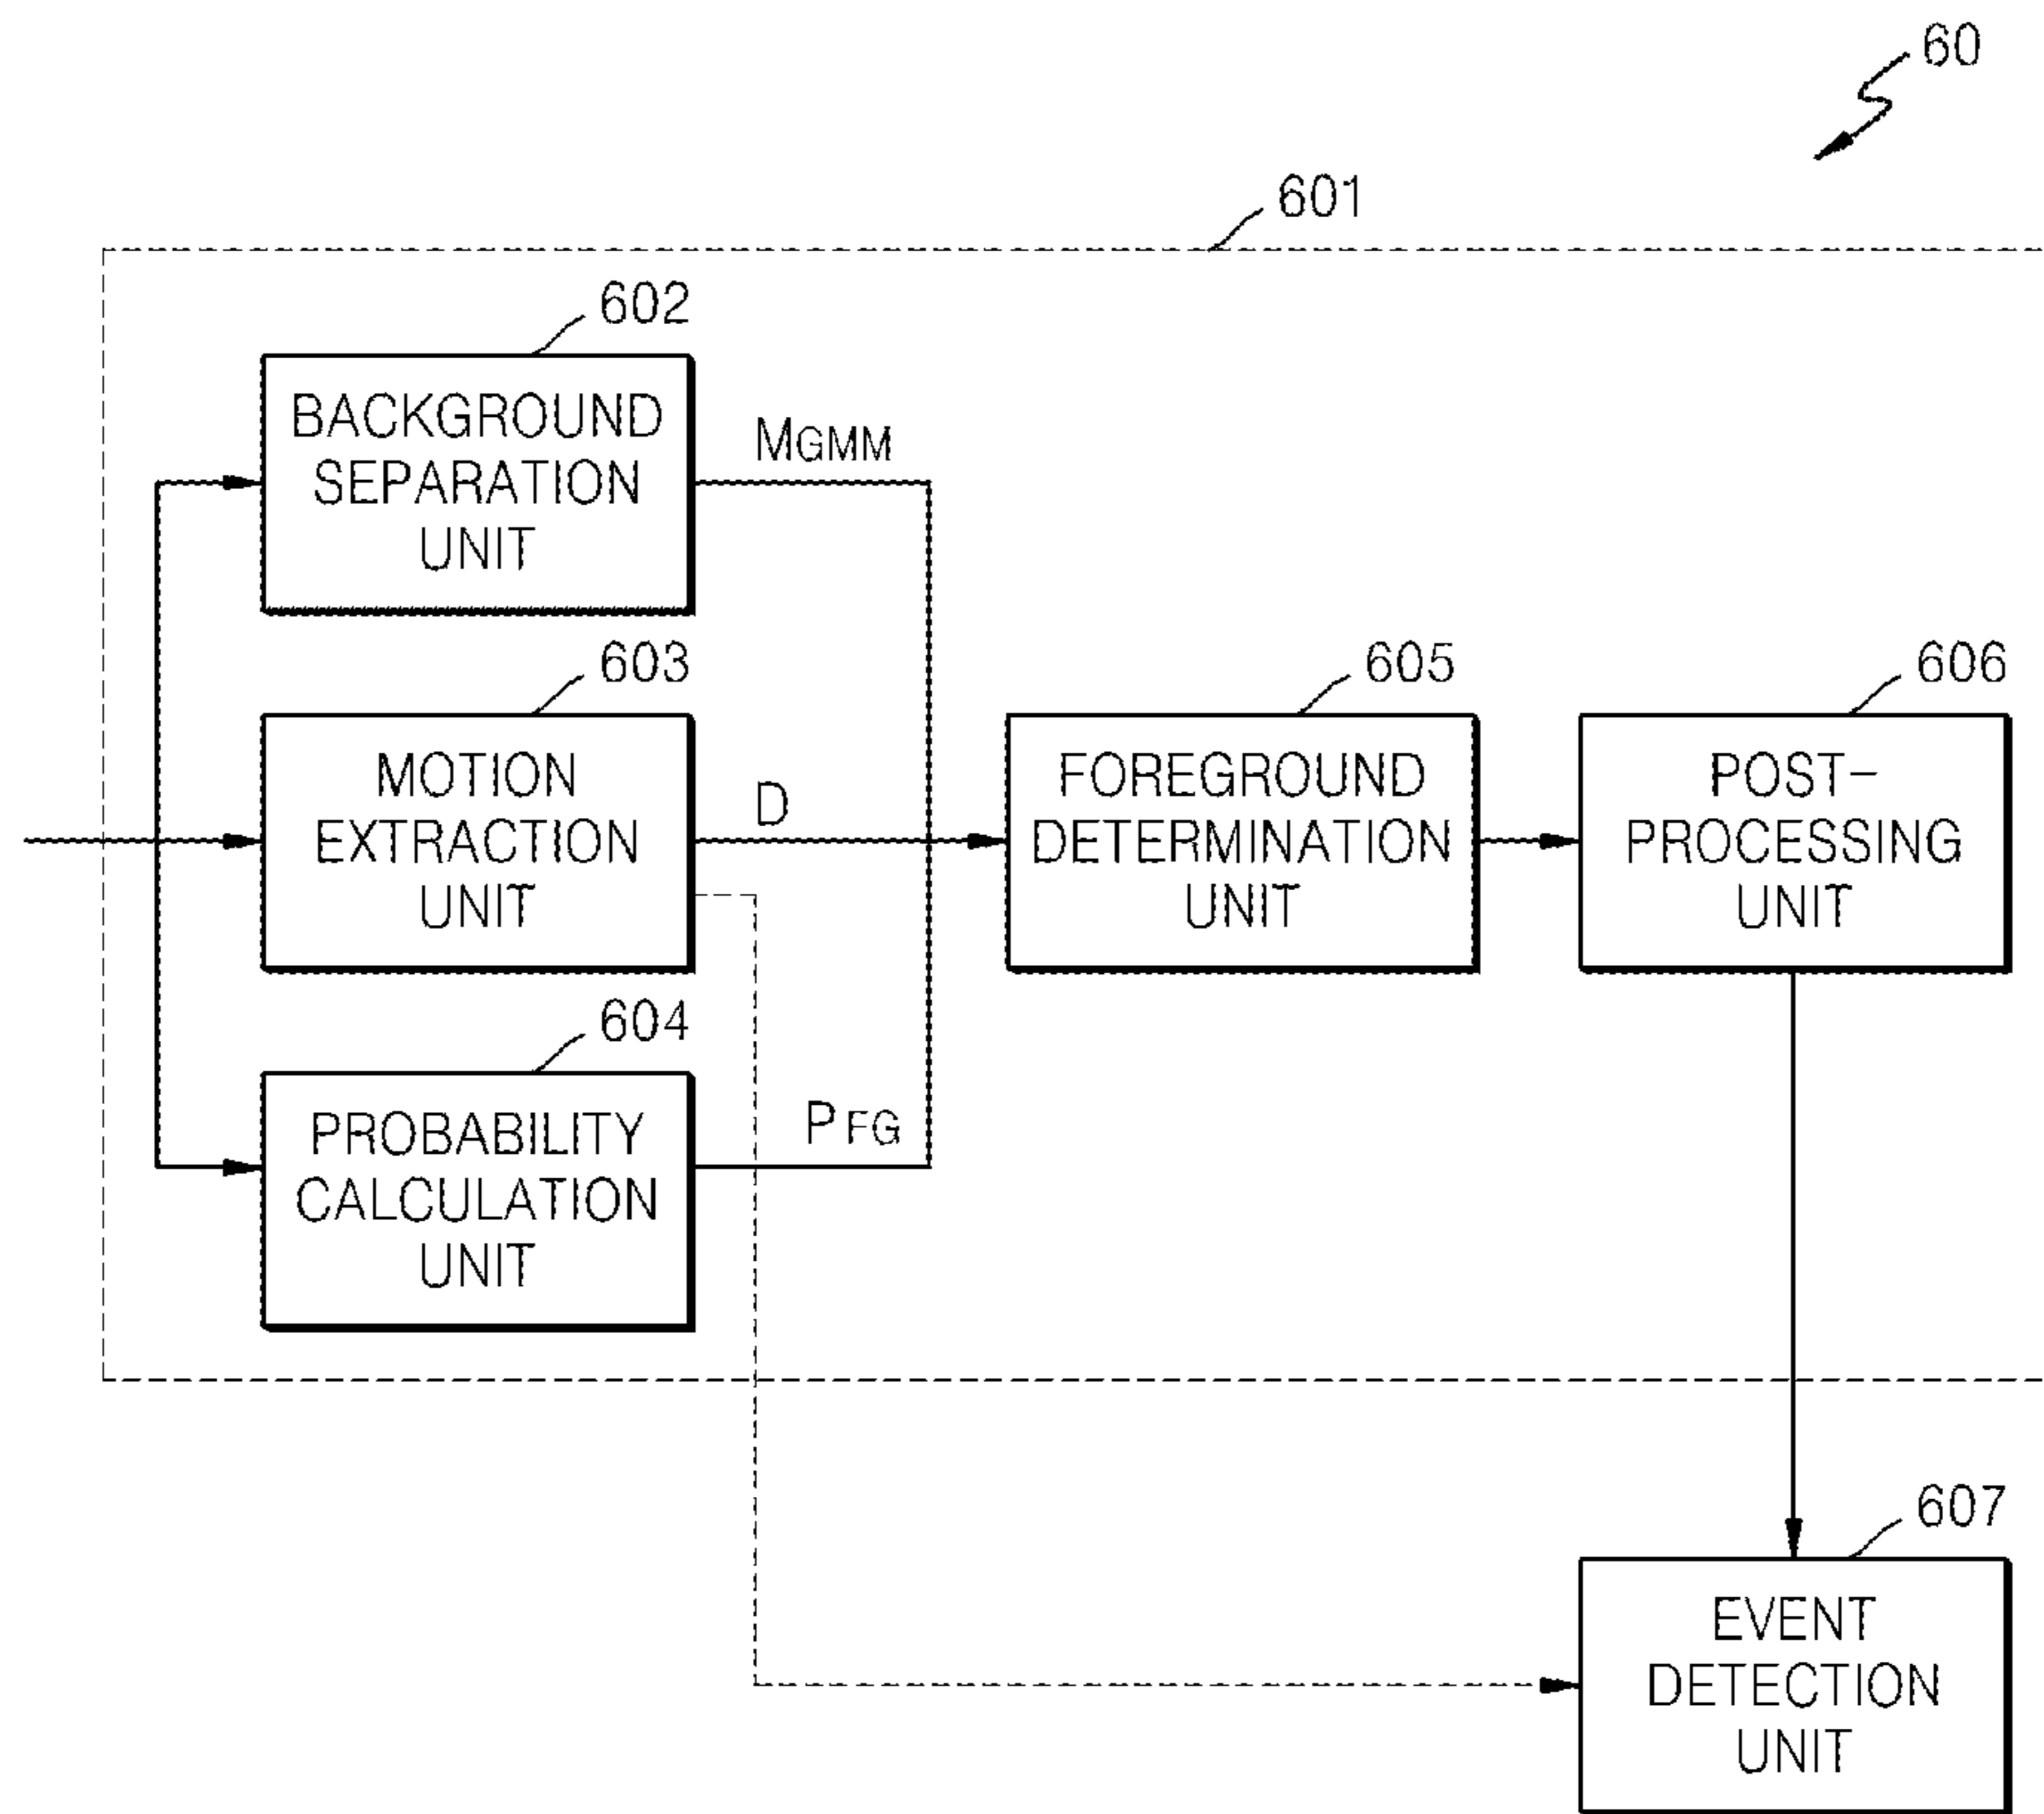 60
601
602
BACKGROUND
SEPARATION
UNIT
MGMM
603
MOTION
EXTRACTION
UNIT
D
604
PROBABILITY
CALCULATION
UNIT
PFG
605
FOREGROUND
DETERMINATION
UNIT
606
POST-
PROCESSING
UNIT
607
EVENT
DETECTION
UNIT